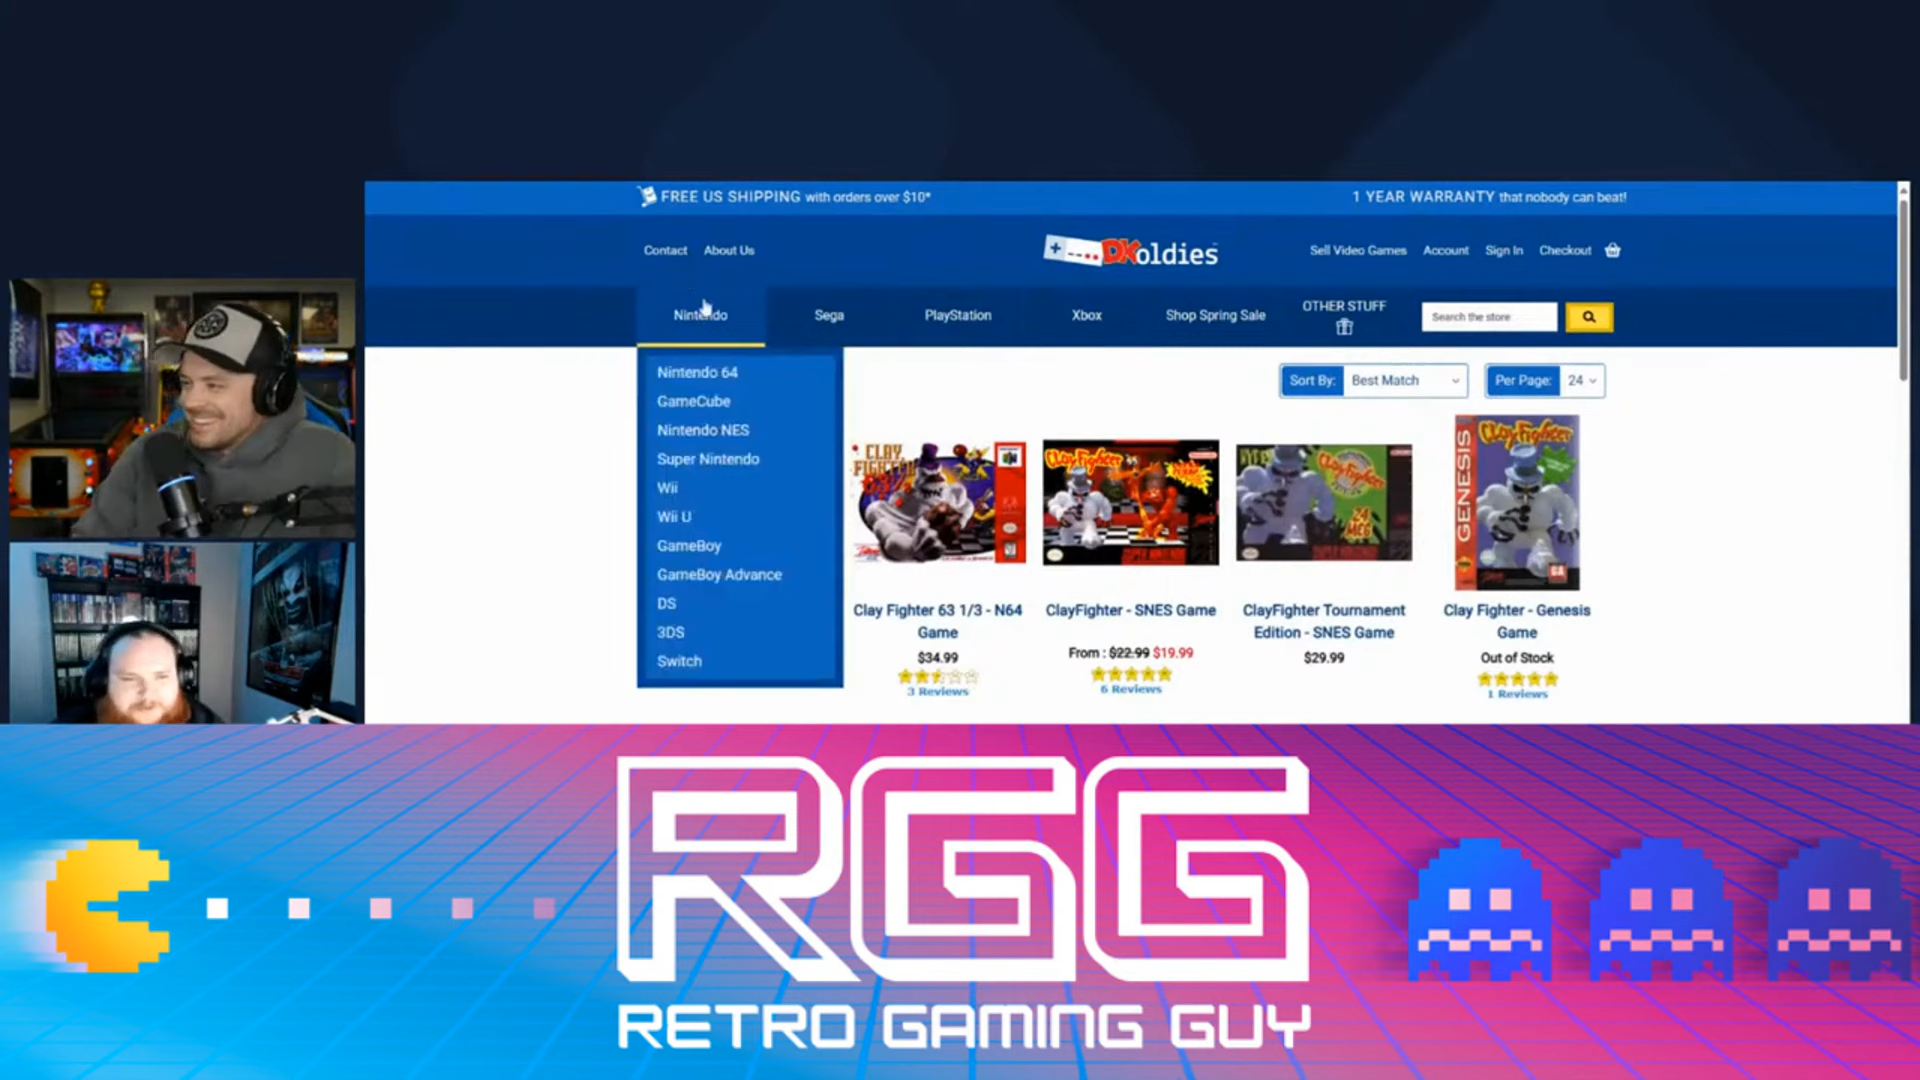 FREE US SHIPPING with orders over $10*
1 YEAR WARRANTY that nobody can beat!
Contact
About Us
DKoldies
Sell Video Games
Account
Sign In
Checkout
Nintendo
Sega
PlayStation
Xbox
Shop Spring Sale
OTHER STUFF
Search the store
Nintendo 64
GameCube
Nintendo NES
Super Nintendo
Wii
Wii U
GameBoy
GameBoy Advance
DS
3DS
Switch
Sort By: Best Match
Per Page: 24
CLAY
FIGHTER
ClayFighter
ClayFighter
GENESIS
ClayFighter
Clay Fighter 63 1/3 - N64
Game
$34.99
3 Reviews
ClayFighter - SNES Game
From : $22.99 $19.99
6 Reviews
ClayFighter Tournament
Edition - SNES Game
$29.99
Clay Fighter - Genesis
Game
Out of Stock
1 Reviews
RGG
RETRO GAMING GUY